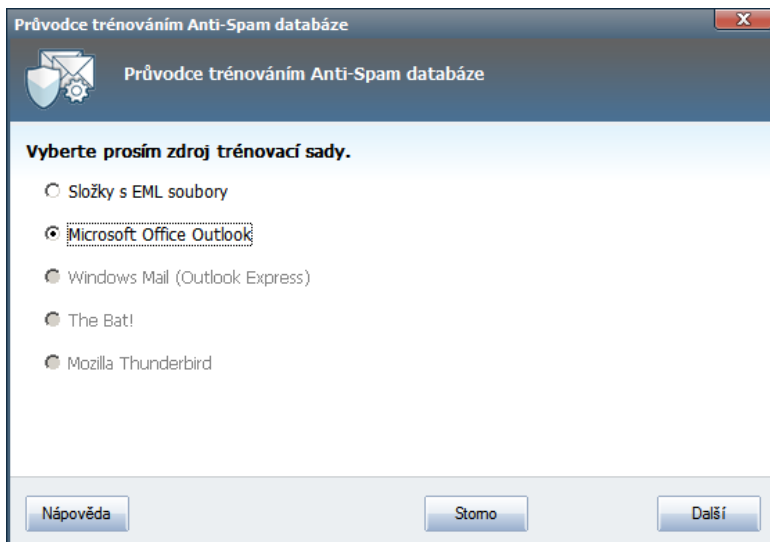 Průvodce trénováním Anti-Spam databáze
X
Průvodce trénováním Anti-Spam databáze
Vyberte prosím zdroj trénovací sady.
Složky s EML soubory
Microsoft Office Outlook
Windows Mail (Outlook Express)
The Bat!
Mozilla Thunderbird
Nápověda Storno Další